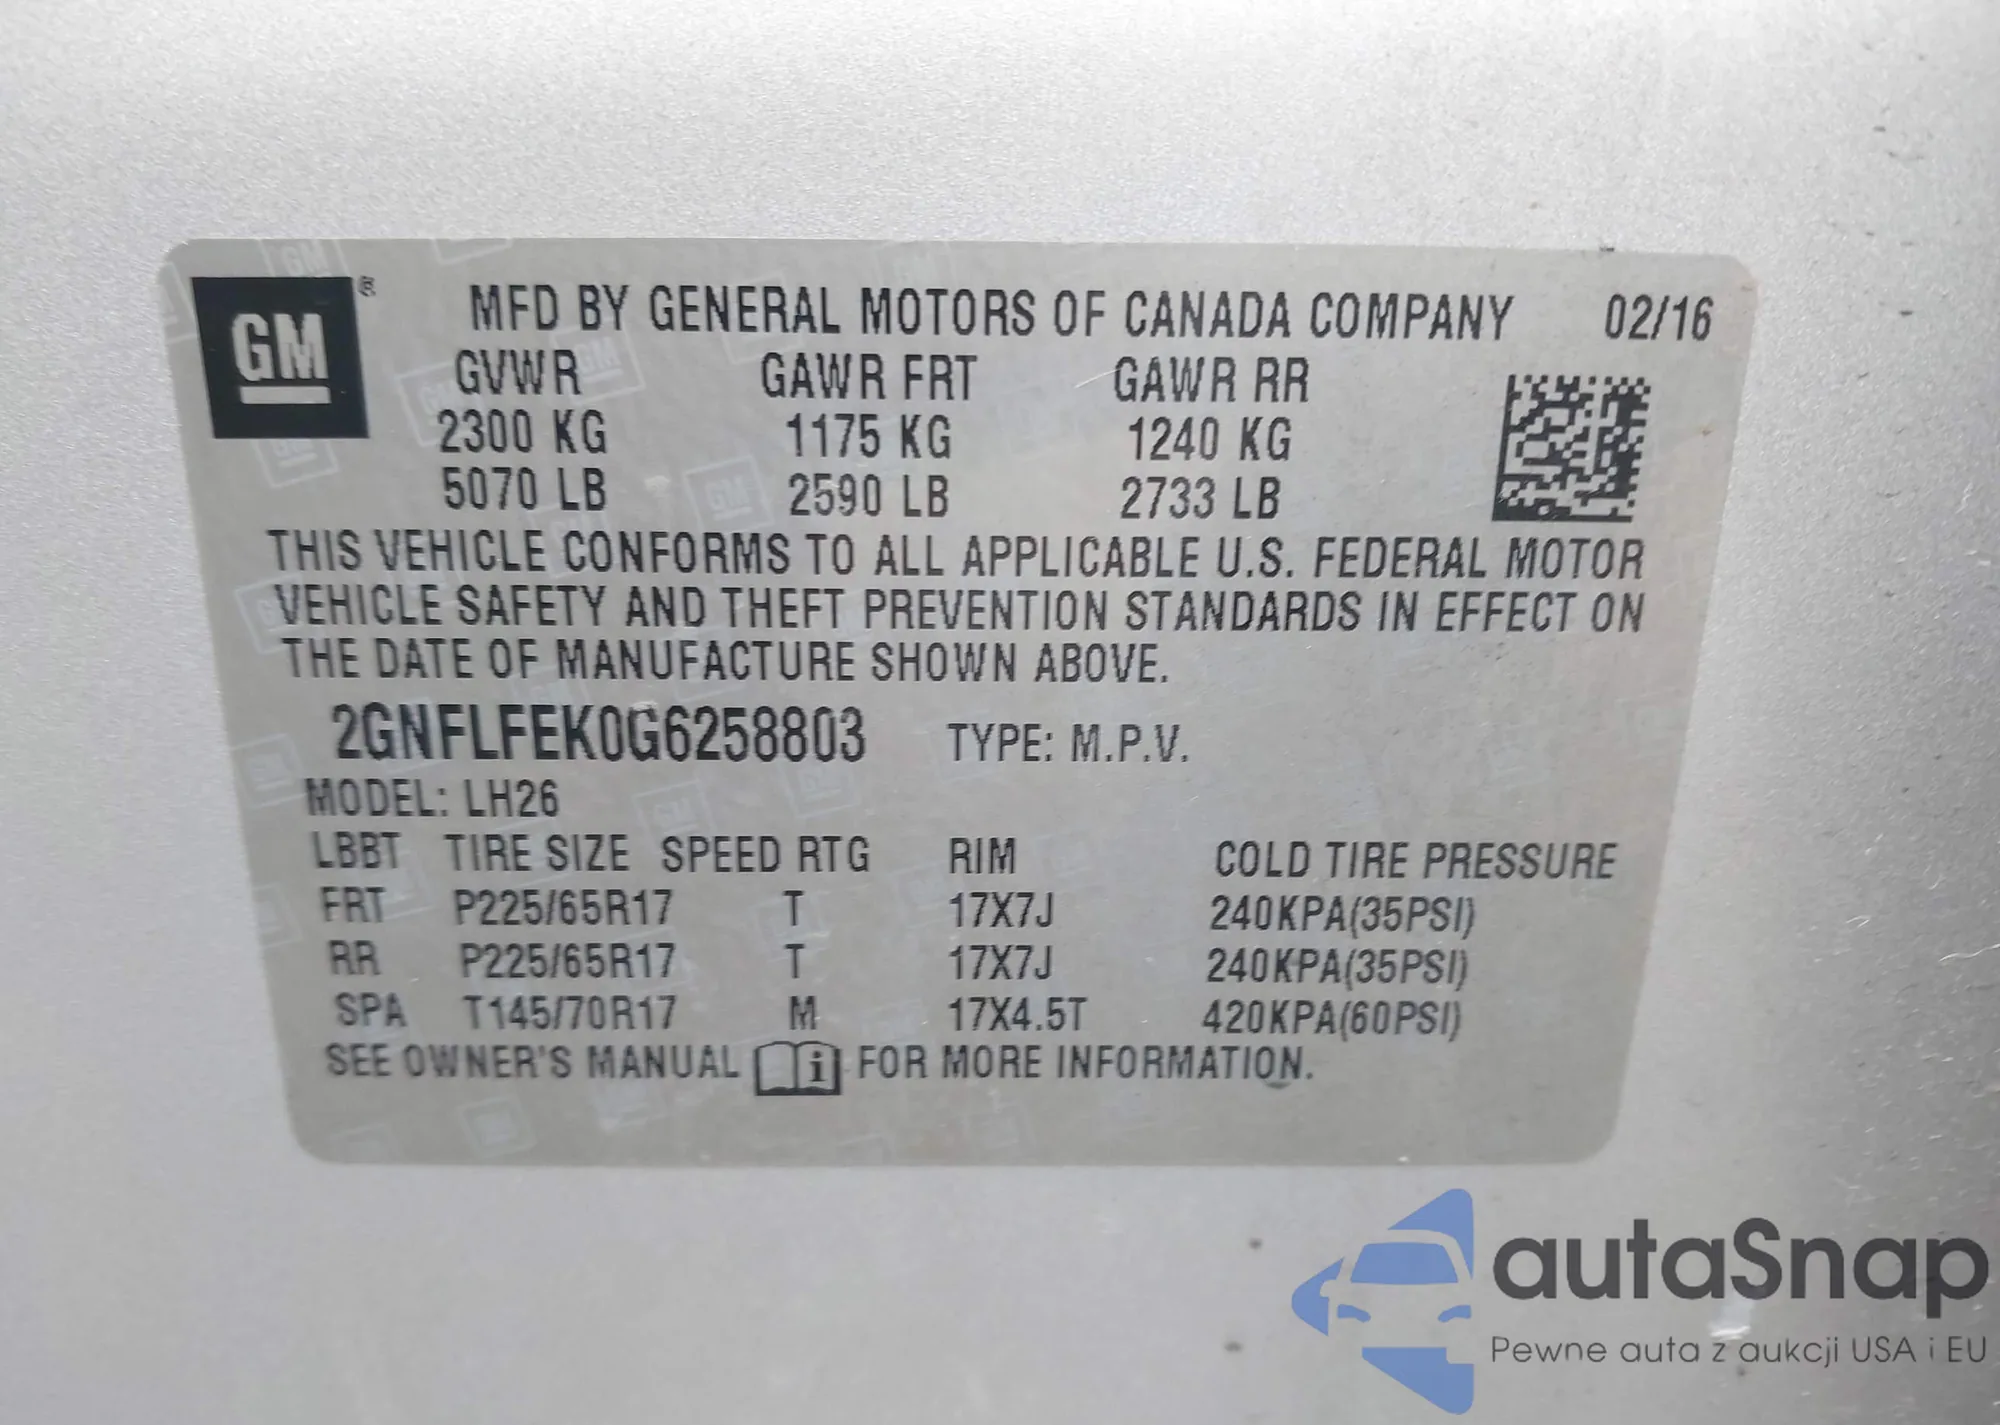 GM ®
MFD BY GENERAL MOTORS OF CANADA COMPANY 02/16
GVWR GAWR FRT GAWR RR
2300 KG 1175 KG 1240 KG
5070 LB 2590 LB 2733 LB
THIS VEHICLE CONFORMS TO ALL APPLICABLE U.S. FEDERAL MOTOR
VEHICLE SAFETY AND THEFT PREVENTION STANDARDS IN EFFECT ON
THE DATE OF MANUFACTURE SHOWN ABOVE.
2GNFLFEK0G6258803 TYPE: M.P.V.
MODEL: LH26
LBBT TIRE SIZE SPEED RTG RIM COLD TIRE PRESSURE
FRT P225/65R17 T 17X7J 240KPA(35PSI)
RR P225/65R17 T 17X7J 240KPA(35PSI)
SPA T145/70R17 M 17X4.5T 420KPA(60PSI)
SEE OWNER'S MANUAL i FOR MORE INFORMATION.
autaSnap
Pewne auta z aukcji USA i EU